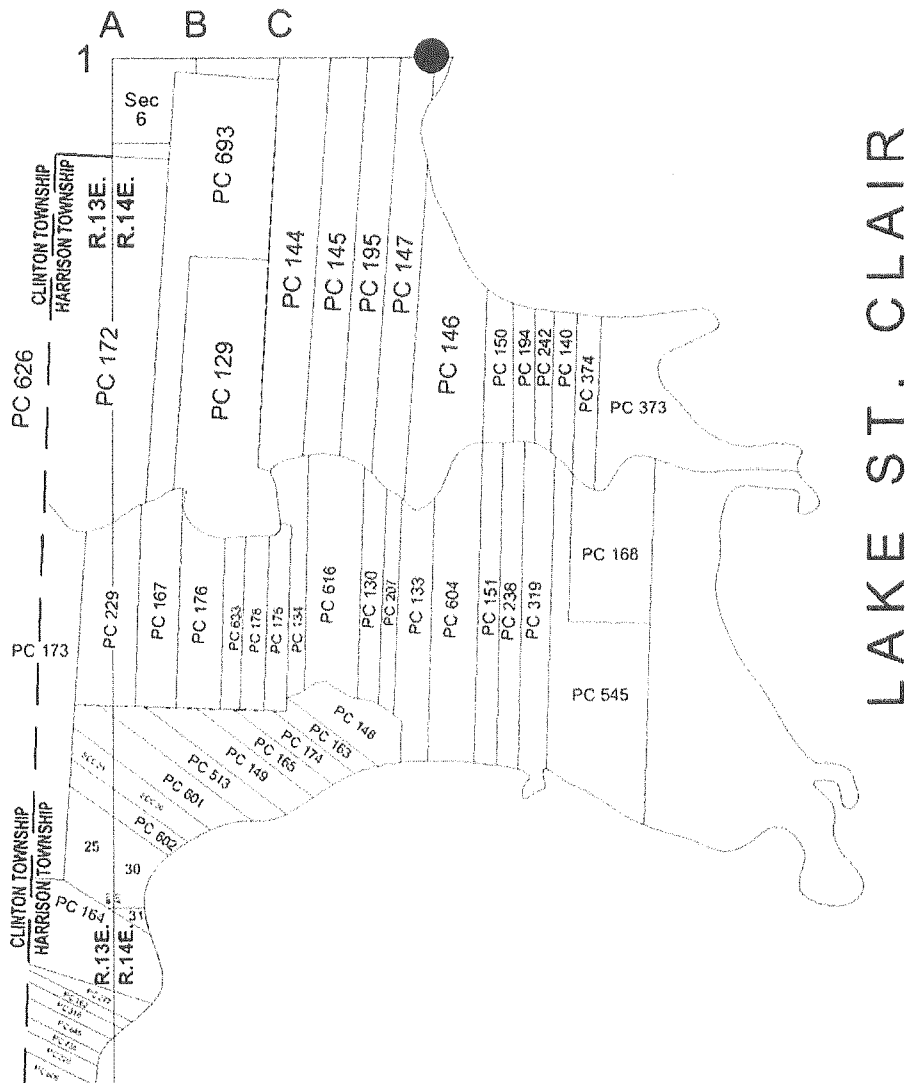 A B C
1
Sec
6
CLINTON TOWNSHIP
HARRISON TOWNSHIP
R.13E.
R.14E.
PC 626
PC 172
PC 693
PC 129
PC 144
PC 145
PC 195
PC 147
PC 146
PC 150
PC 194
PC 242
PC 140
PC 374
PC 373
LAKE ST. CLAIR
PC 173
PC 229
PC 167
PC 176
PC 633
PC 178
PC 175
PC 134
PC 616
PC 130
PC 207
PC 133
PC 604
PC 151
PC 238
PC 319
PC 168
PC 545
PC 148
PC 163
PC 174
PC 165
PC 149
PC 513
PC 601
PC 602
25
30
31
PC 164
CLINTON TOWNSHIP
HARRISON TOWNSHIP
R.13E.
R.14E.